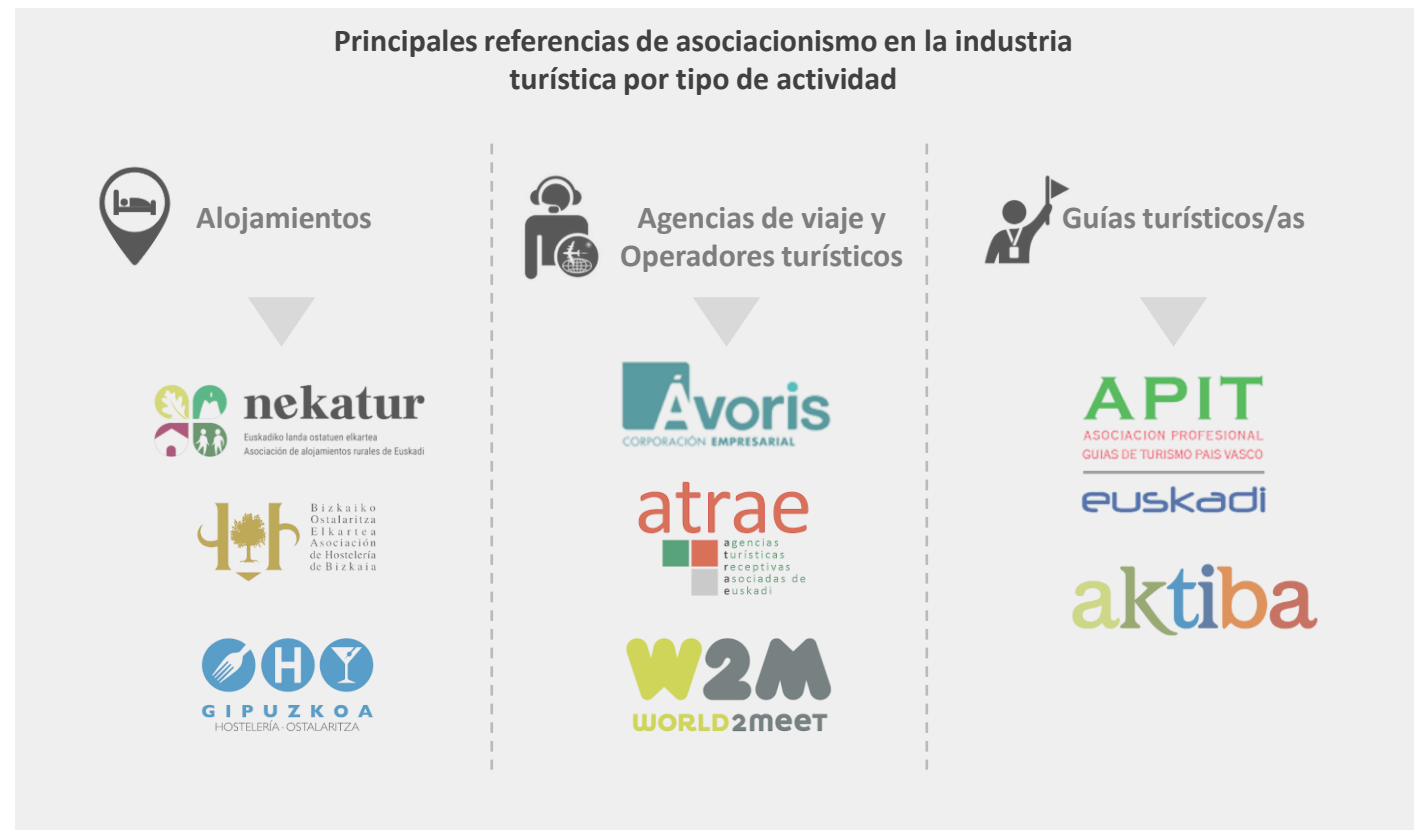 Principales referencias de asociacionismo en la industria
turística por tipo de actividad
Alojamientos
nekatur
Euskadiko landa ostatuen elkartea
Asociación de alojamientos rurales de Euskadi
Bizkaiko
Ostalaritza
Elkartea
Asociación
de Hostelería
de Bizkaia
H
GIPUZKOA
HOSTELERÍA · OSTALARITZA
Agencias de viaje y
Operadores turísticos
Ávoris
CORPORACIÓN EMPRESARIAL
atrae
agencias
turísticas
receptivas
asociadas de
euskadi
W2M
WORLD2meeT
Guías turísticos/as
APIT
ASOCIACION PROFESIONAL
GUIAS DE TURISMO PAIS VASCO
euskadi
aktiba